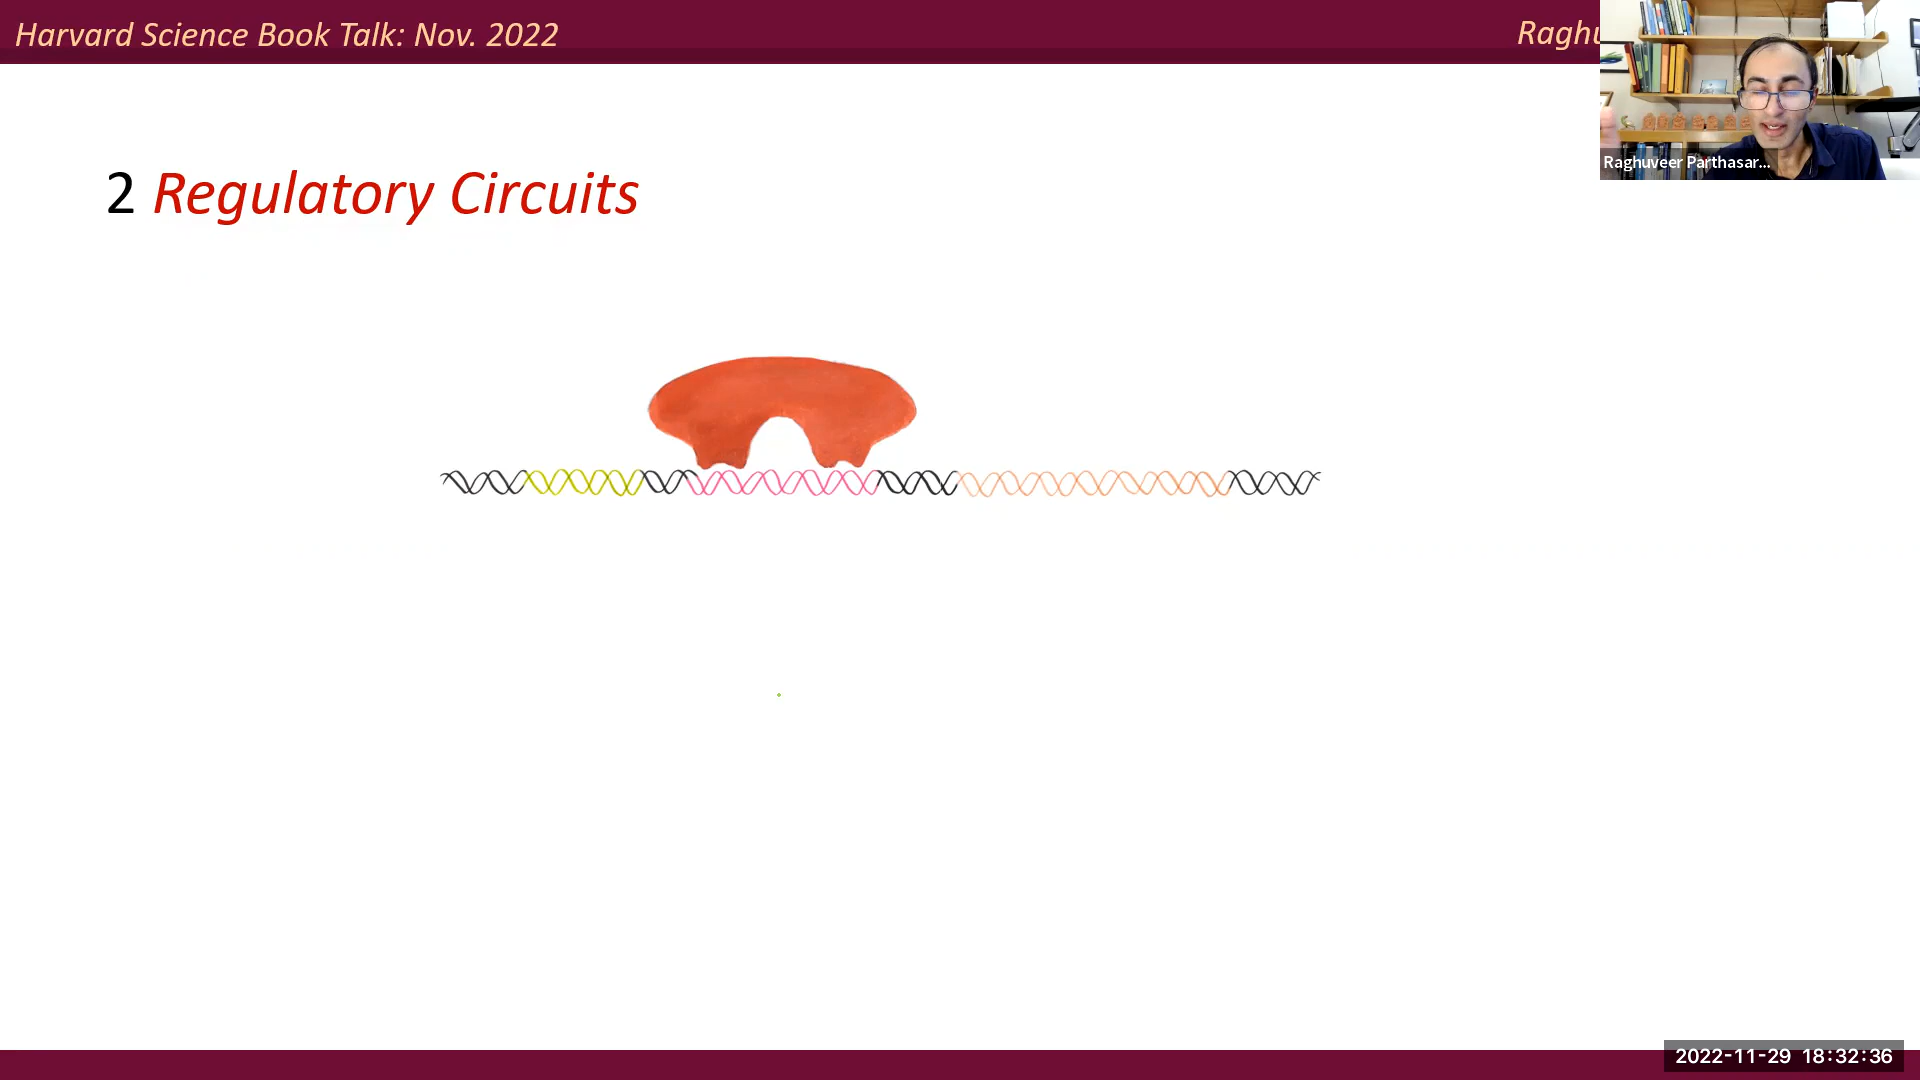 Harvard Science Book Talk: Nov. 2022
Raghu
Raghuveer Parthasar...
2 Regulatory Circuits
2022-11-29 18:32:36